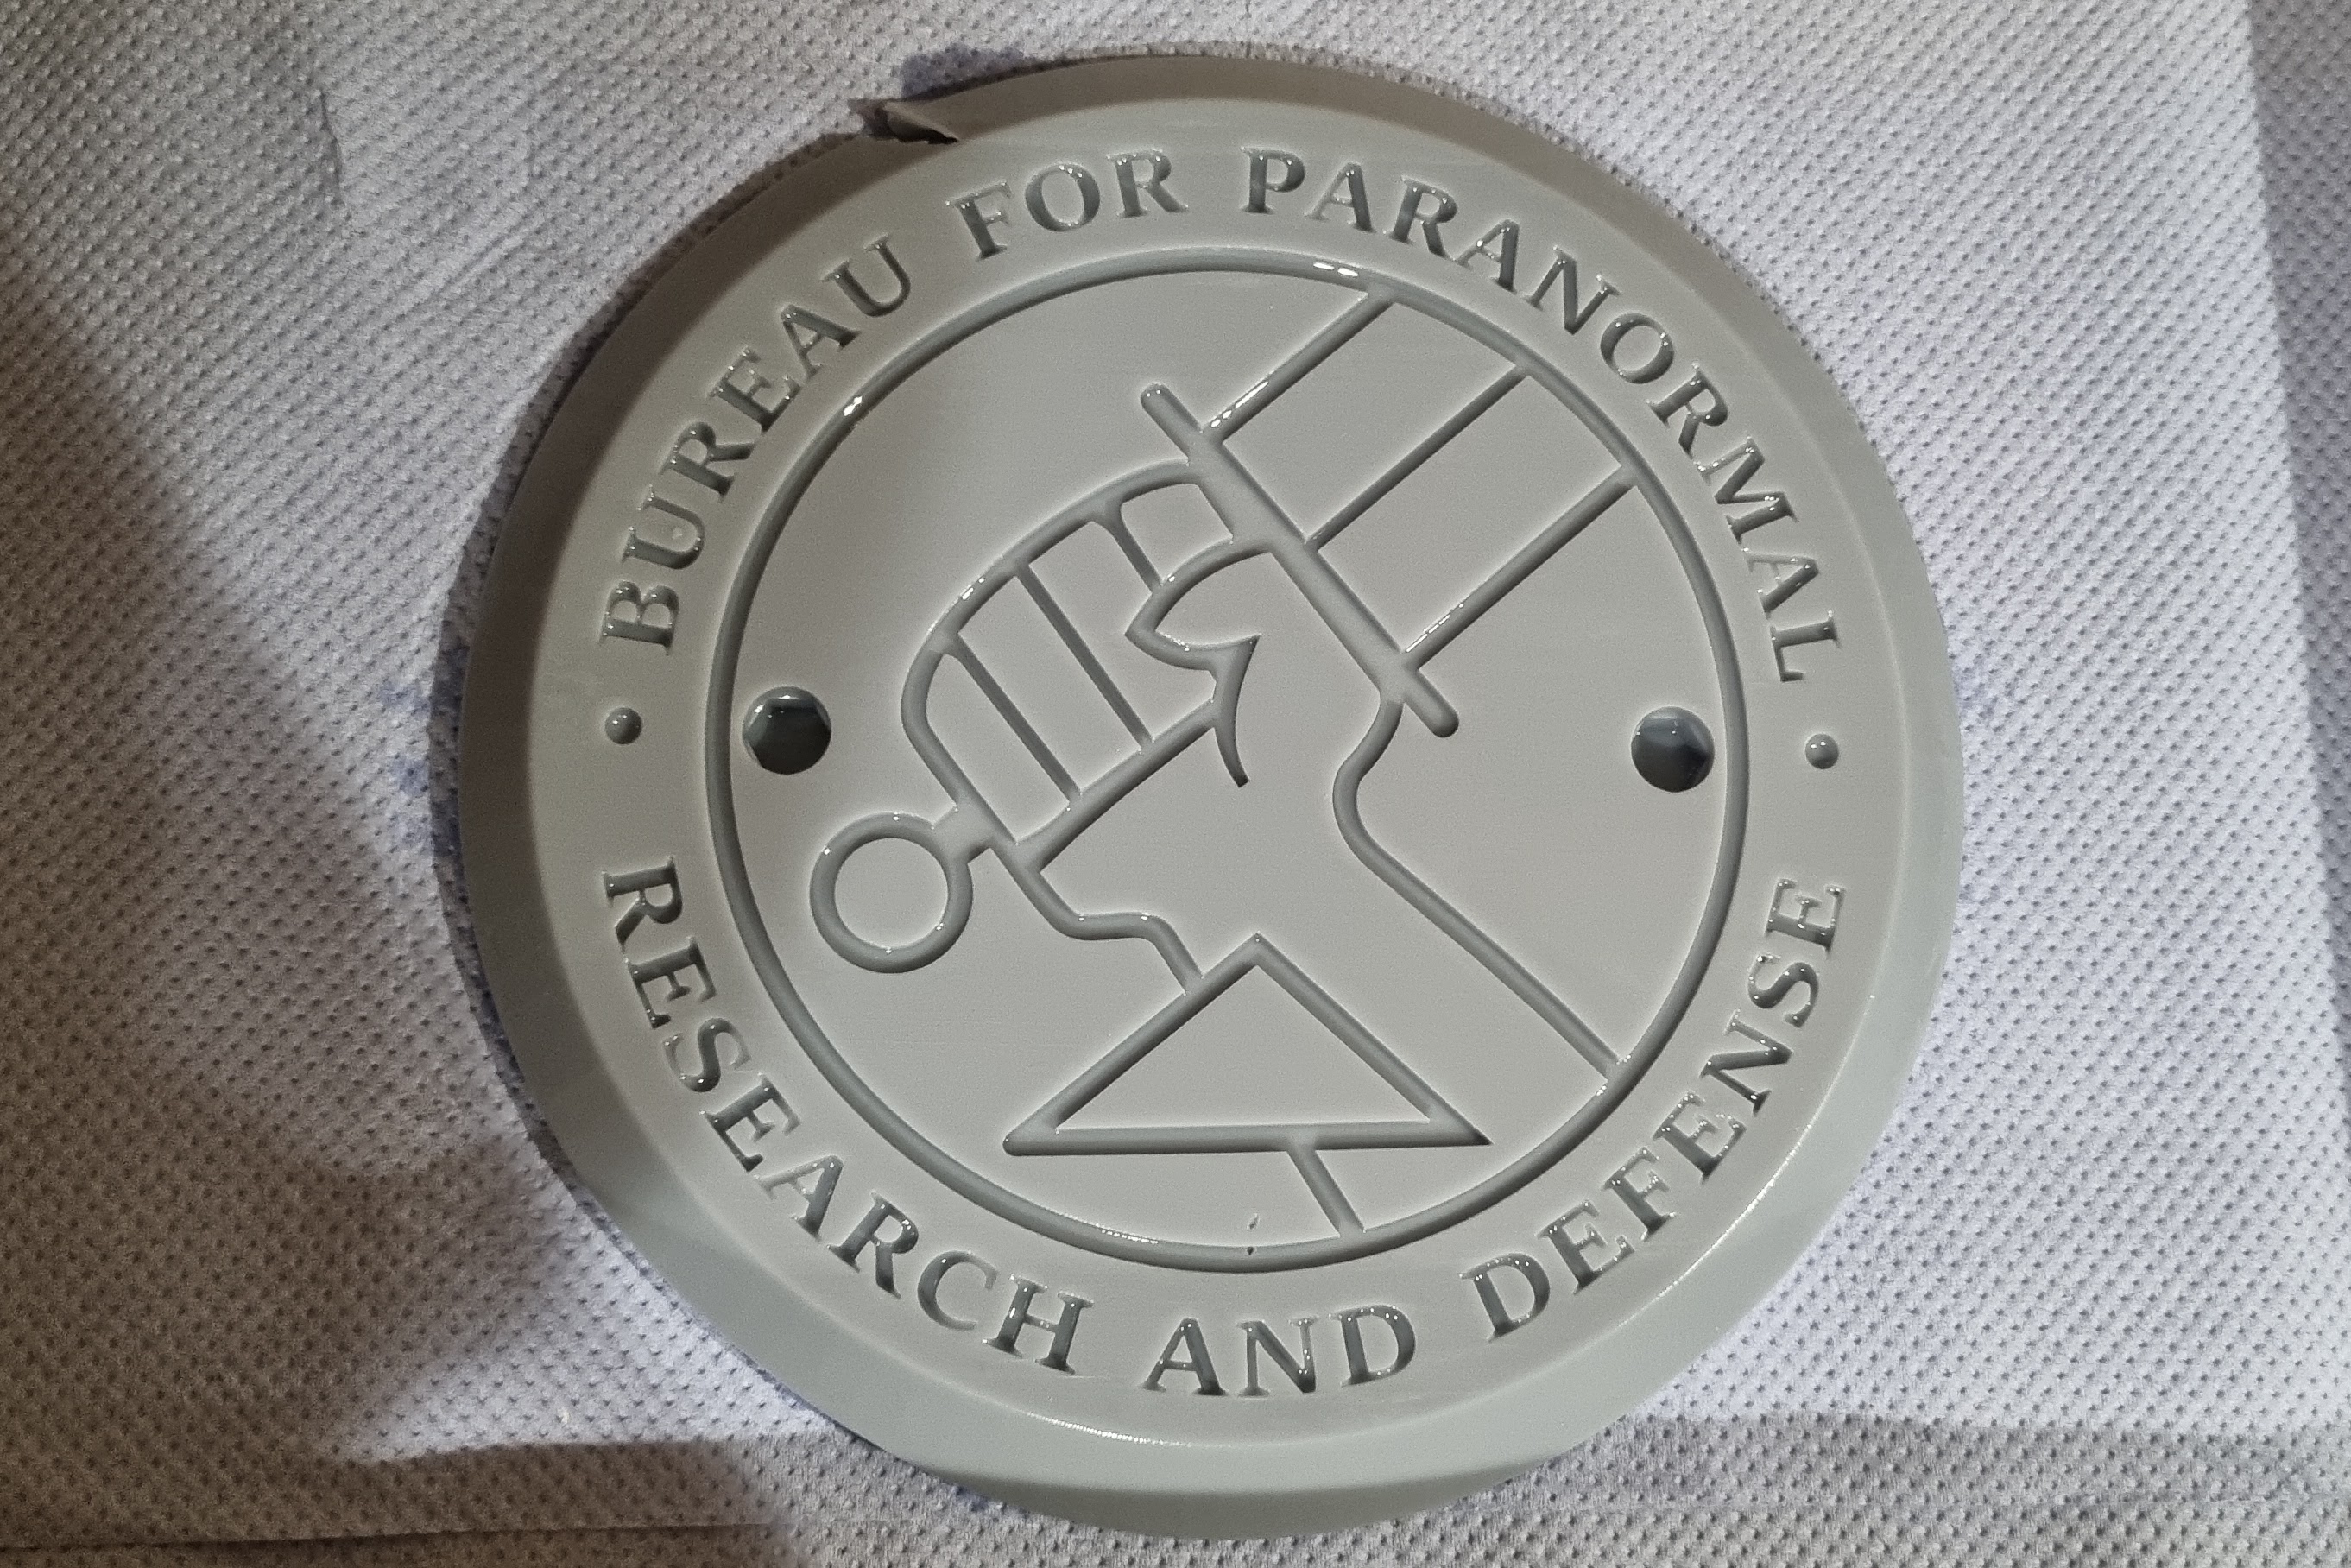 BUREAU FOR PARANORMAL
RESEARCH AND DEFENSE